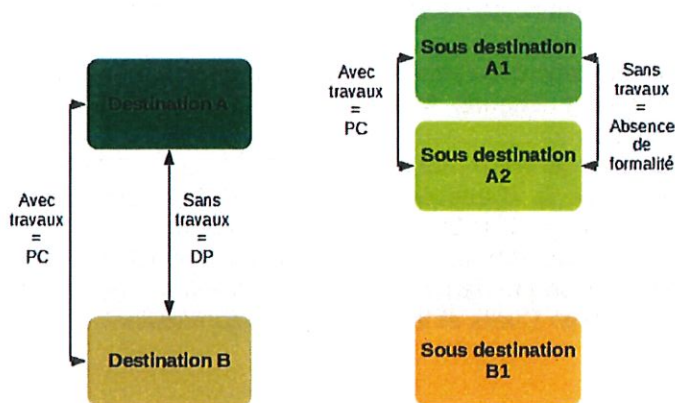 Destination A
Avec
travaux
=
PC
Sans
travaux
=
DP
Destination B
Avec
travaux
=
PC
Sous destination
A1
Sans
travaux
=
Absence
de
formalité
Sous destination
A2
Sous destination
B1